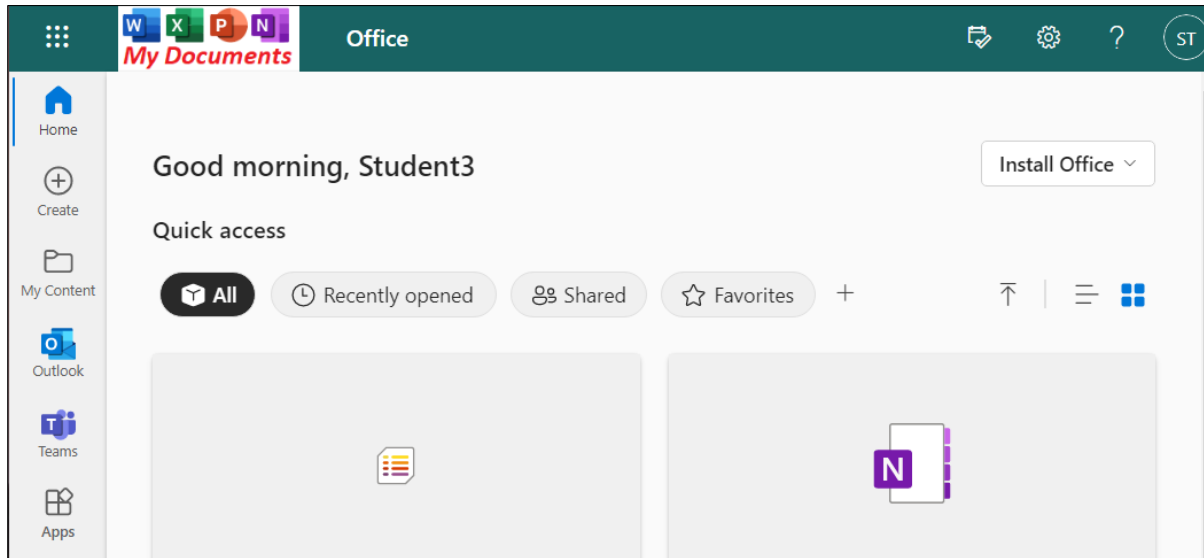 W X P N
My Documents
Office
ST
Home
Create
My Content
Outlook
Teams
Apps
Good morning, Student3
Install Office
Quick access
All
Recently opened
Shared
Favorites
N